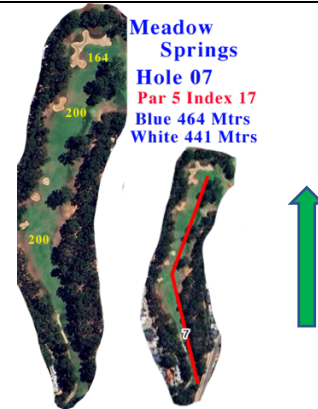 Meadow
Springs
Hole 07
Par 5 Index 17
Blue 464 Mtrs
White 441 Mtrs
164
200
200
7